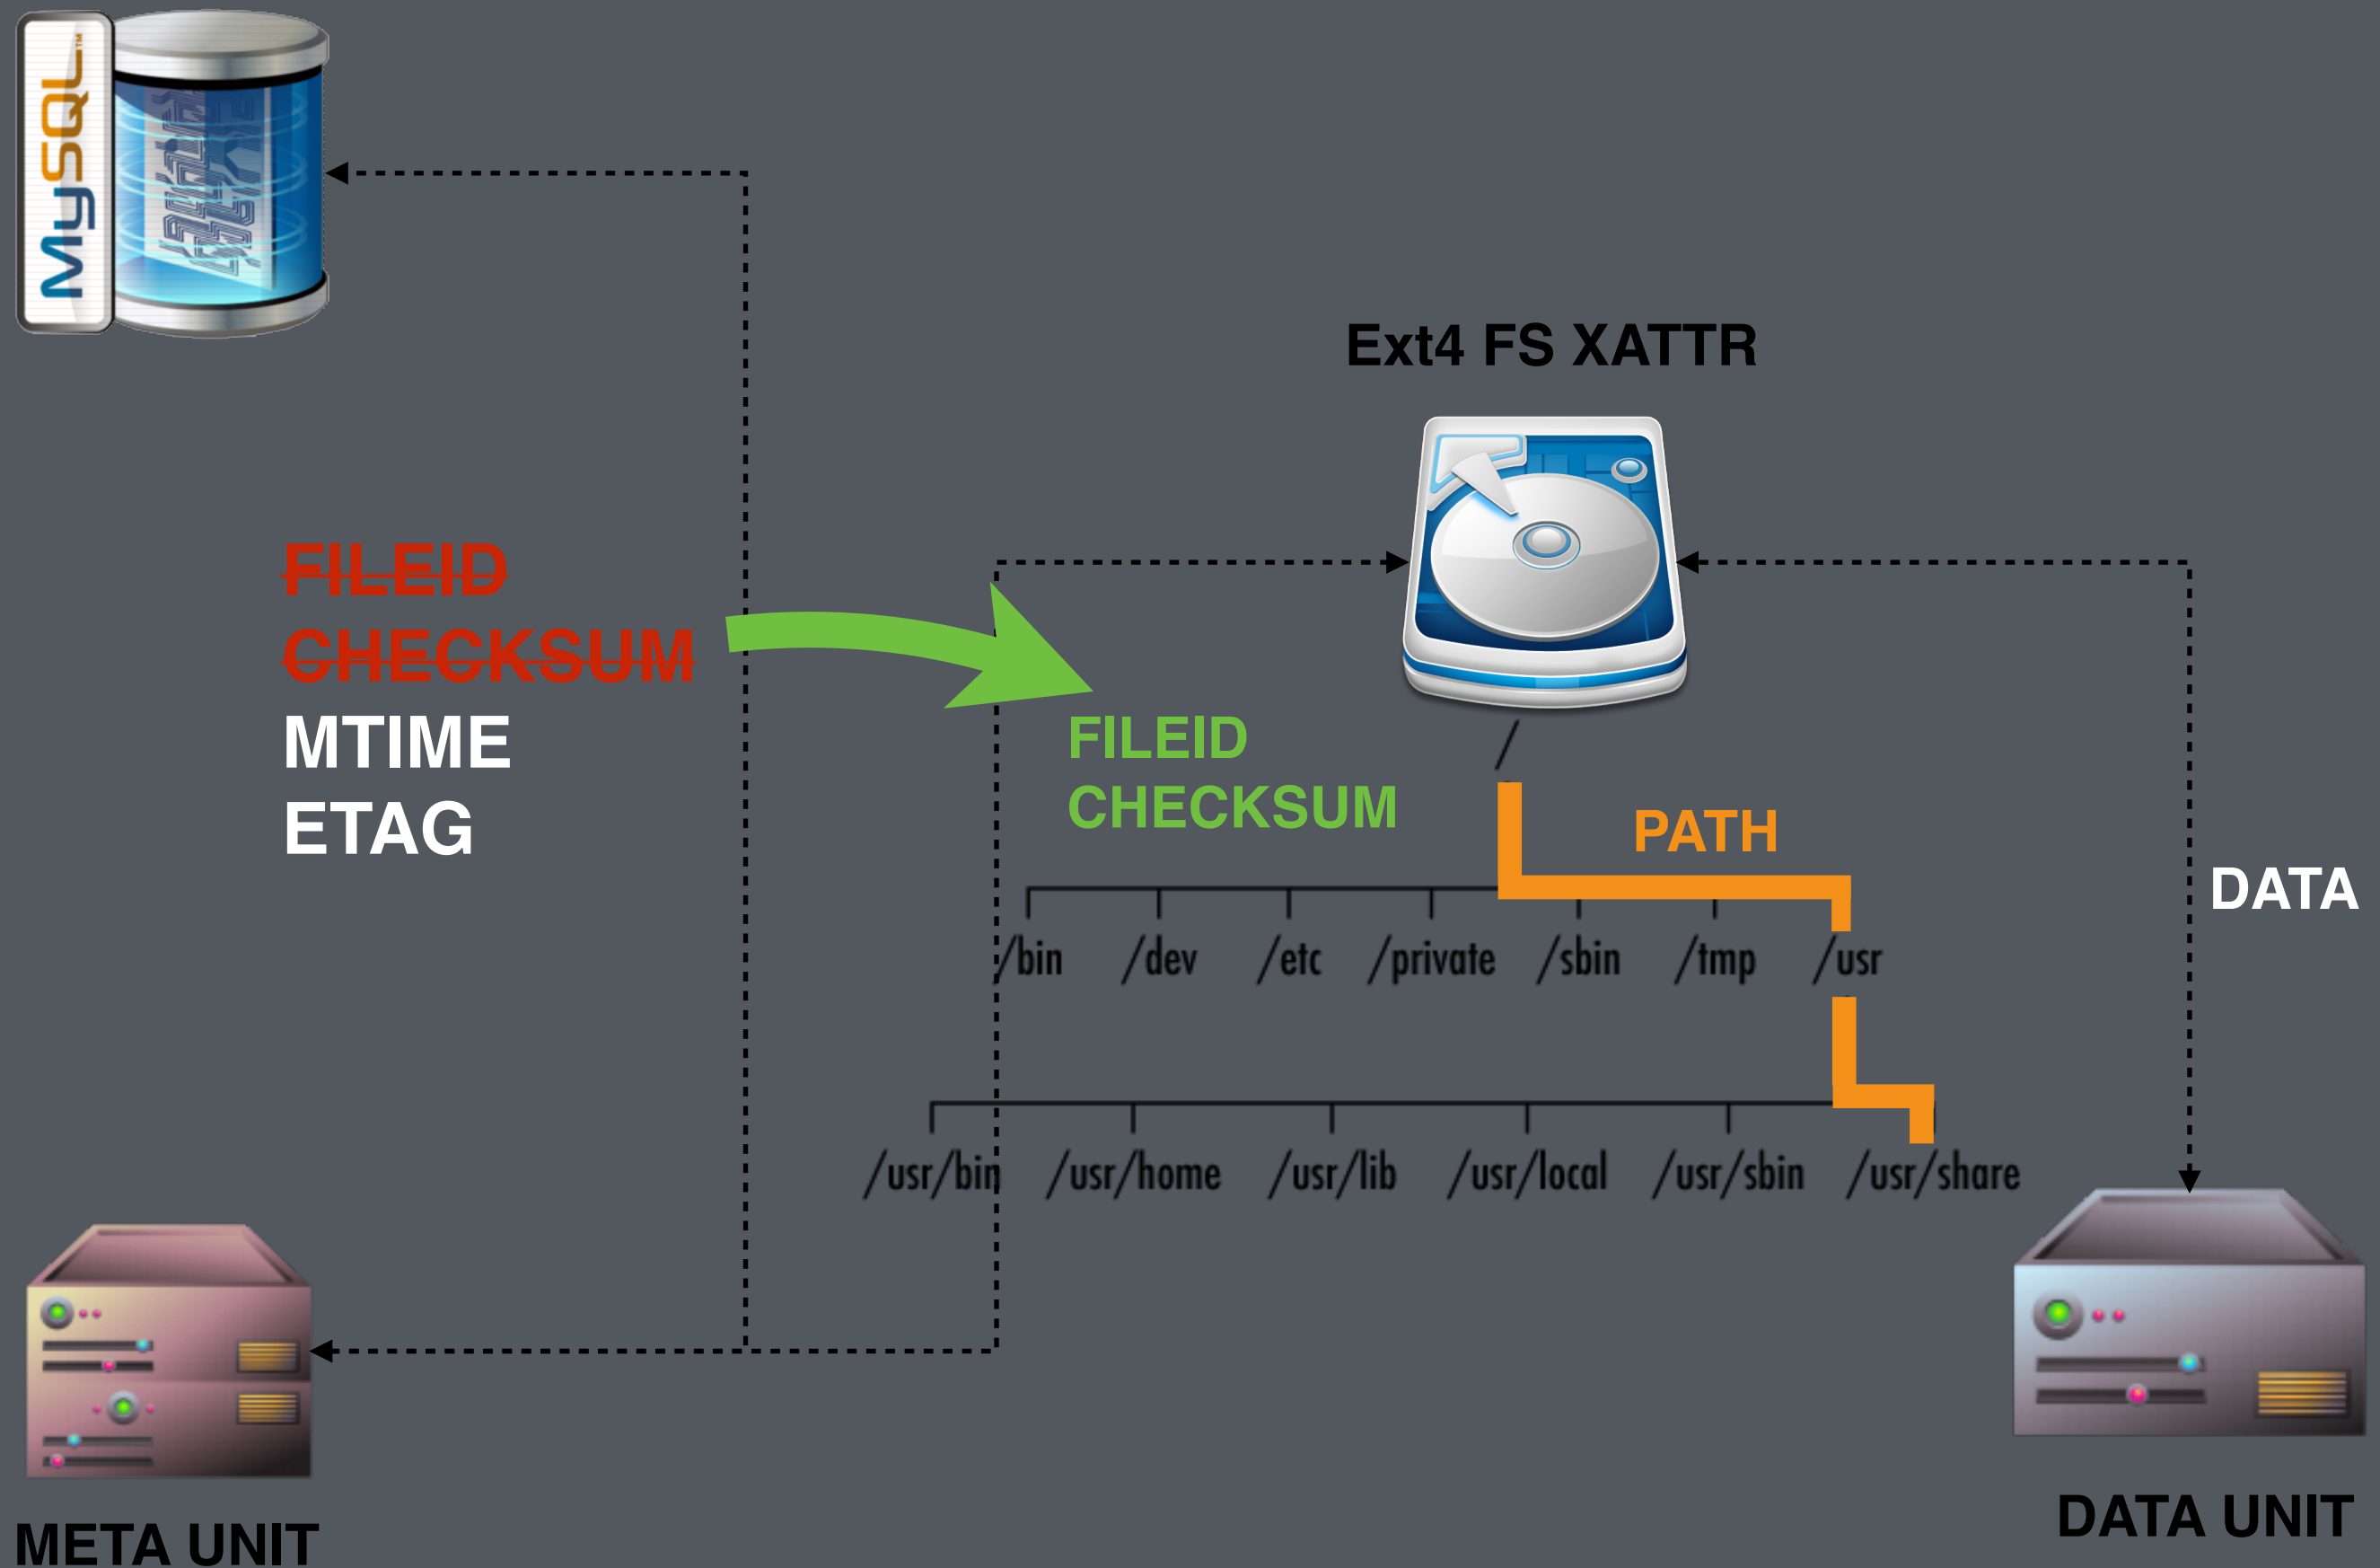 MySQL™
Ext4 FS XATTR
FILEID
CHECKSUM
MTIME
ETAG
FILEID
CHECKSUM
/
PATH
DATA
/bin /dev /etc /private /sbin /tmp /usr
/usr/bin /usr/home /usr/lib /usr/local /usr/sbin /usr/share
META UNIT
DATA UNIT